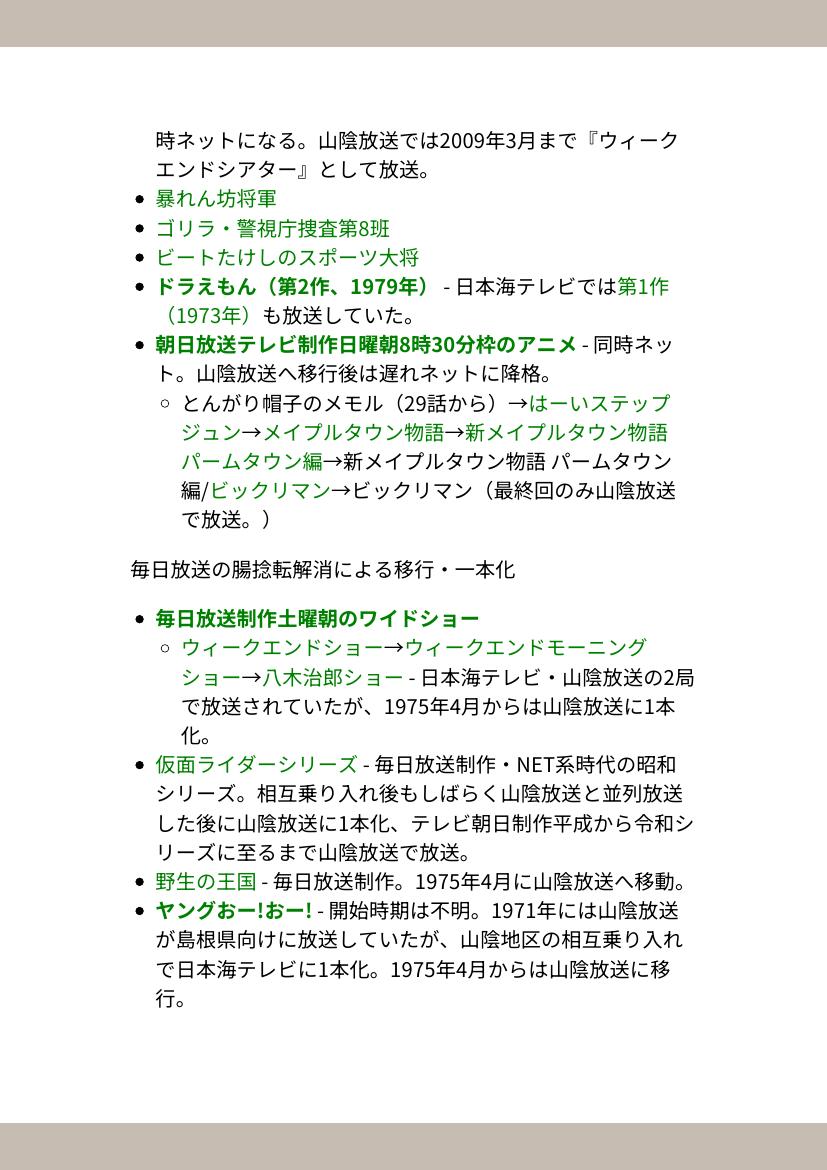 時ネットになる。山陰放送では2009年3月まで『ウィーク
エンドシアター』として放送。
• 暴れん坊将軍
• ゴリラ・警視庁捜査第8班
• ビートたけしのスポーツ大将
• ドラえもん（第2作、1979年） - 日本海テレビでは第1作
（1973年）も放送していた。
• 朝日放送テレビ制作日曜朝8時30分枠のアニメ - 同時ネッ
ト。山陰放送へ移行後は遅れネットに降格。
○ とんがり帽子のメモル（29話から）→はーいステップ
ジュン→メイプルタウン物語→新メイプルタウン物語
パームタウン編→新メイプルタウン物語 パームタウン
編/ビックリマン→ビックリマン（最終回のみ山陰放送
で放送。）
毎日放送の腸捻転解消による移行・一本化
• 毎日放送制作土曜朝のワイドショー
○ ウィークエンドショー→ウィークエンドモーニング
ショー→八木治郎ショー - 日本海テレビ・山陰放送の2局
で放送されていたが、1975年4月からは山陰放送に1本
化。
• 仮面ライダーシリーズ - 毎日放送制作・NET系時代の昭和
シリーズ。相互乗り入れ後もしばらく山陰放送と並列放送
した後に山陰放送に1本化、テレビ朝日制作平成から令和シ
リーズに至るまで山陰放送で放送。
• 野生の王国 - 毎日放送制作。1975年4月に山陰放送へ移動。
• ヤングおー!おー! - 開始時期は不明。1971年には山陰放送
が島根県向けに放送していたが、山陰地区の相互乗り入れ
で日本海テレビに1本化。1975年4月からは山陰放送に移
行。